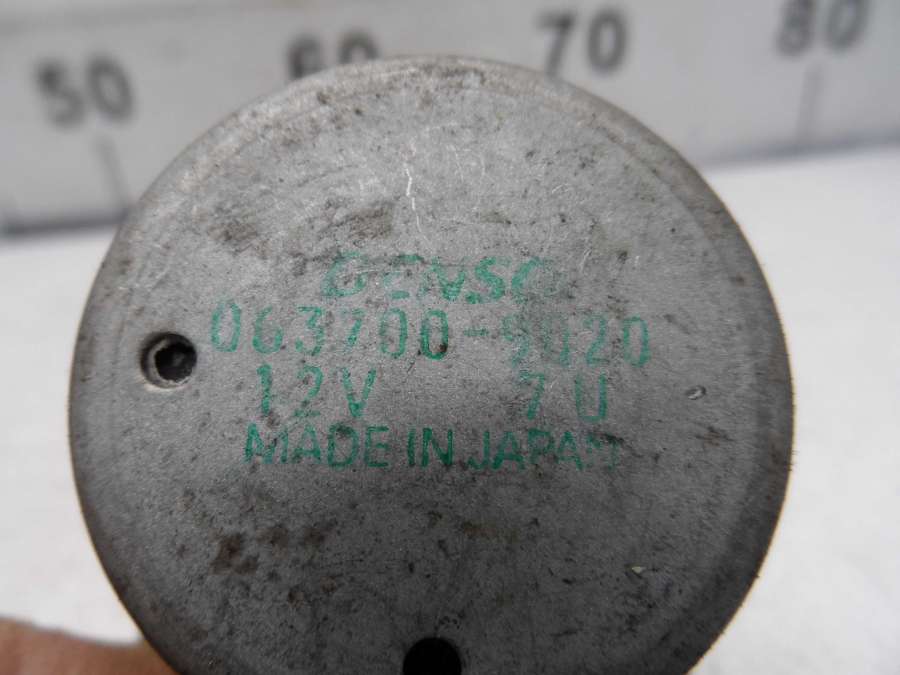 50 60 70 80
DENSO
063700-9020
12V 7U
MADE IN JAPAN